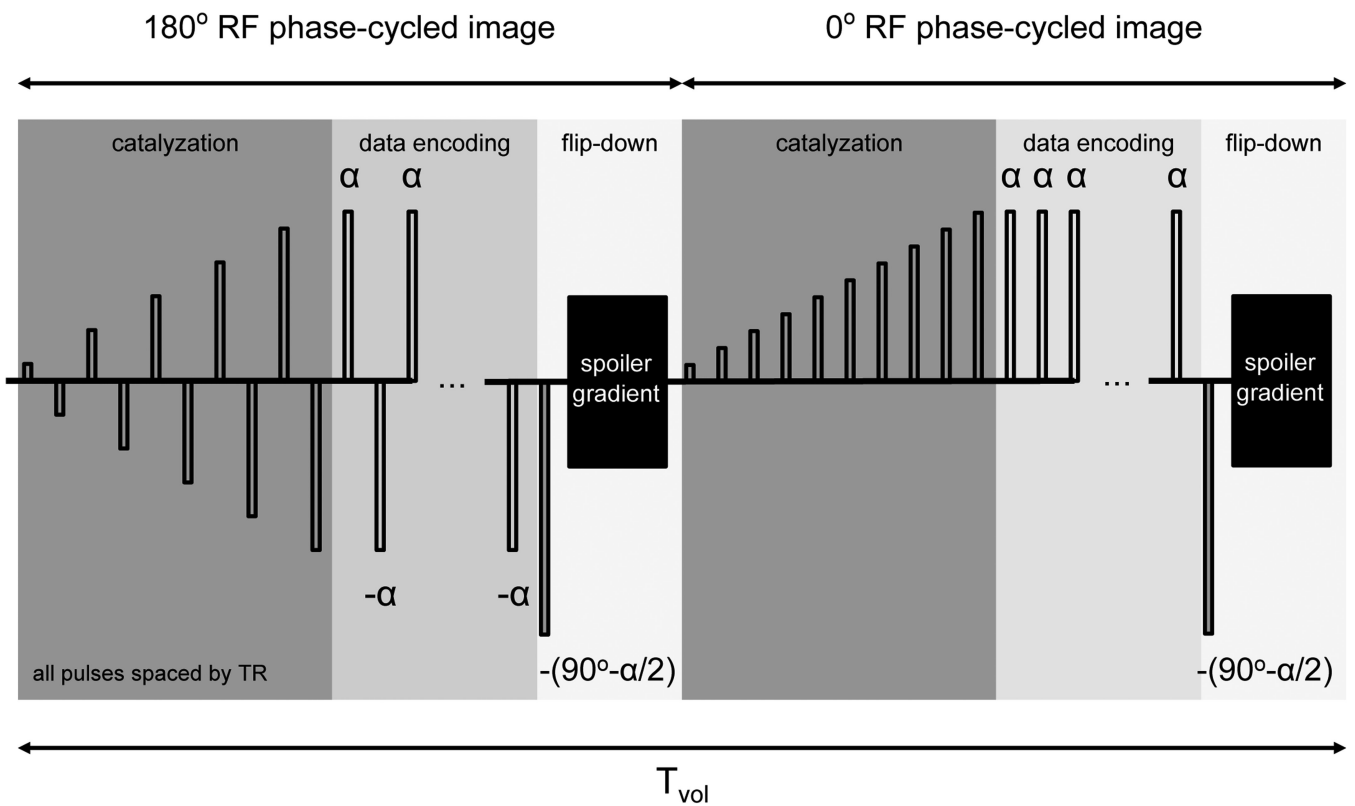 180° RF phase-cycled image
0° RF phase-cycled image
catalyzation
data encoding
flip-down
catalyzation
data encoding
flip-down
α α
α α α α
spoiler
gradient
...
spoiler
gradient
...
-α -α
all pulses spaced by TR
-(90°-α/2)
-(90°-α/2)
Tvol